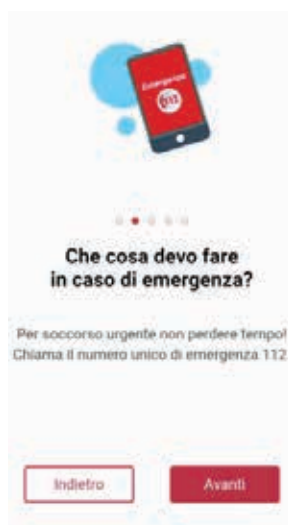 Emergenza
112
Che cosa devo fare
in caso di emergenza?
Per soccorso urgente non perdere tempo!
Chiama il numero unico di emergenza 112
Indietro
Avanti